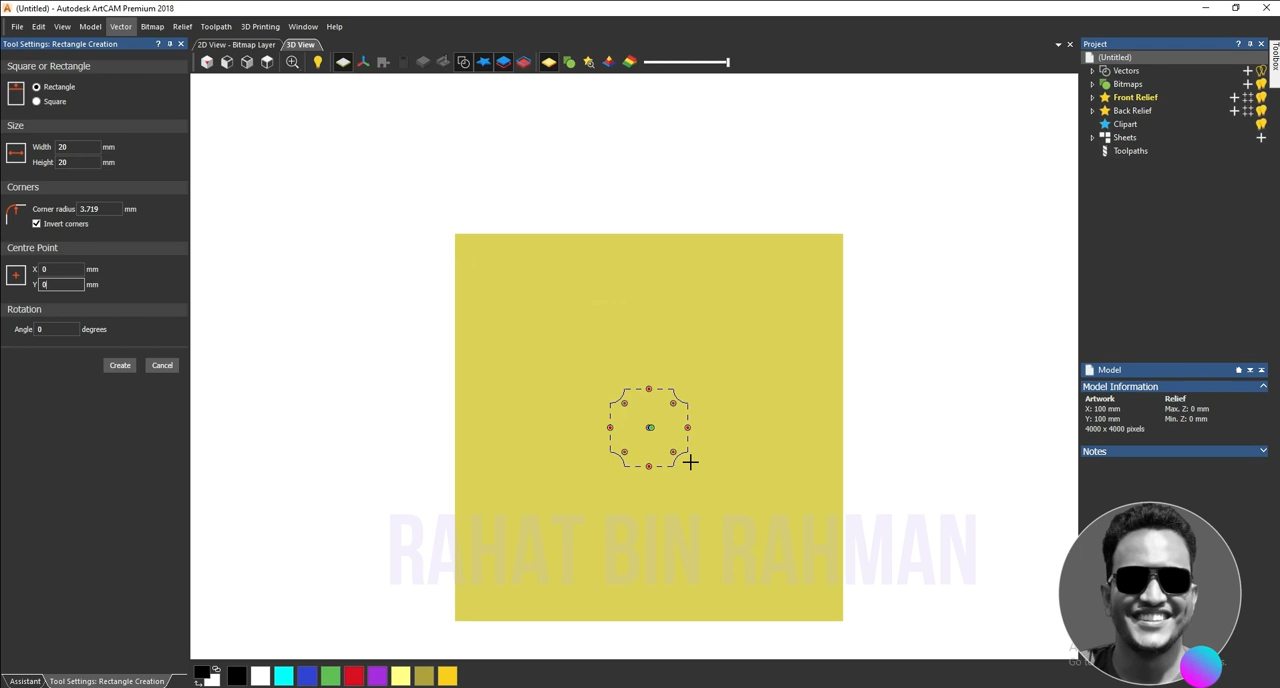 (Untitled) - Autodesk ArtCAM Premium 2018
File Edit View Model Vector Bitmap Relief Toolpath 3D Printing Window Help
Tool Settings: Rectangle Creation
2D View - Bitmap Layer 3D View
Project
Toolbox
Square or Rectangle
Rectangle
Square
Size
Width 20 mm
Height 20 mm
Corners
Corner radius 3.719 mm
Invert corners
Centre Point
X 0 mm
Y 0 mm
Rotation
Angle 0 degrees
Create Cancel
(Untitled)
Vectors
Bitmaps
Front Relief
Back Relief
Clipart
Sheets
Toolpaths
Model
Model Information
Artwork Relief
X: 100 mm Max. Z: 0 mm
Y: 100 mm Min. Z: 0 mm
4000 x 4000 pixels
Notes
RAHAT BIN RAHMAN
Assistant Tool Settings: Rectangle Creation